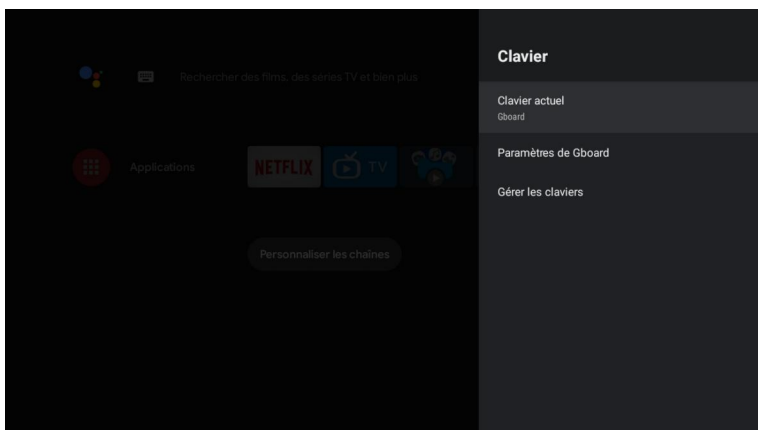 Clavier
Clavier actuel
Gboard
Paramètres de Gboard
Gérer les claviers
Rechercher des films, des series TV et bien plus
Applications
NETFLIX
TV
Personnaliser les chaînes